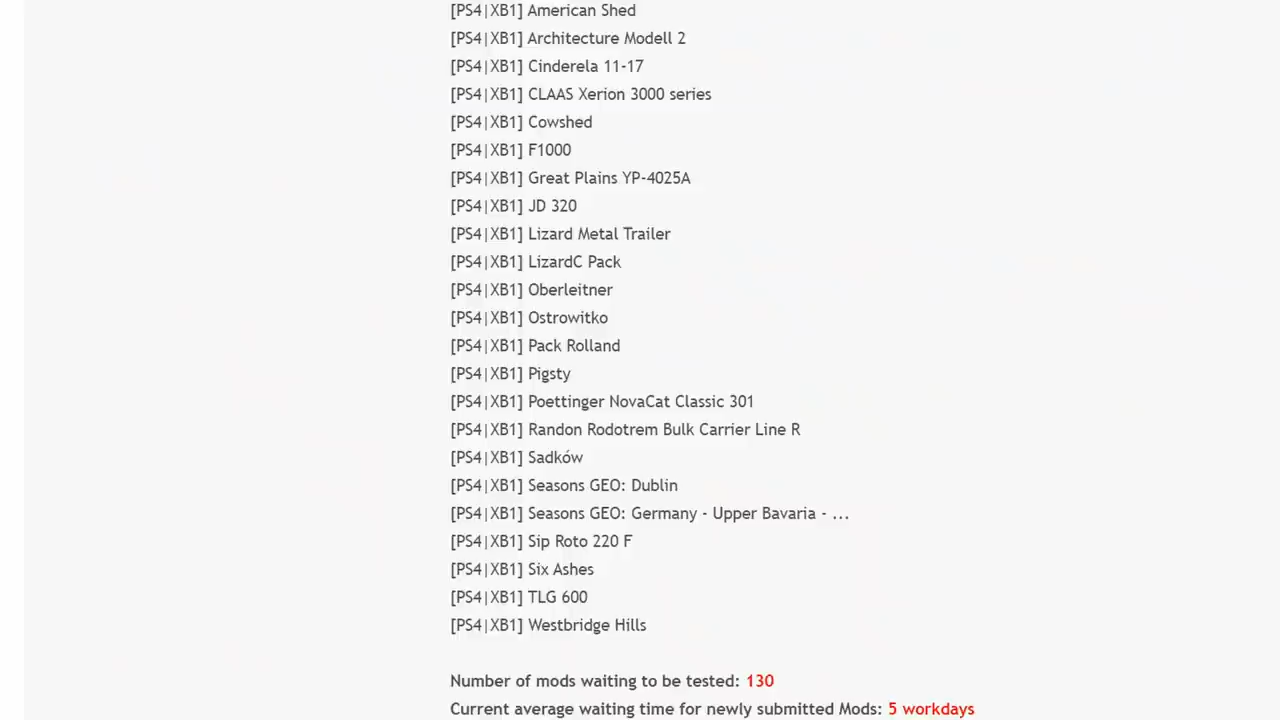 [PS4|XB1] American Shed
[PS4|XB1] Architecture Modell 2
[PS4|XB1] Cinderela 11-17
[PS4|XB1] CLAAS Xerion 3000 series
[PS4|XB1] Cowshed
[PS4|XB1] F1000
[PS4|XB1] Great Plains YP-4025A
[PS4|XB1] JD 320
[PS4|XB1] Lizard Metal Trailer
[PS4|XB1] LizardC Pack
[PS4|XB1] Oberleitner
[PS4|XB1] Ostrowitko
[PS4|XB1] Pack Rolland
[PS4|XB1] Pigsty
[PS4|XB1] Poettinger NovaCat Classic 301
[PS4|XB1] Randon Rodotrem Bulk Carrier Line R
[PS4|XB1] Sadków
[PS4|XB1] Seasons GEO: Dublin
[PS4|XB1] Seasons GEO: Germany - Upper Bavaria - ...
[PS4|XB1] Sip Roto 220 F
[PS4|XB1] Six Ashes
[PS4|XB1] TLG 600
[PS4|XB1] Westbridge Hills
Number of mods waiting to be tested: 130
Current average waiting time for newly submitted Mods: 5 workdays